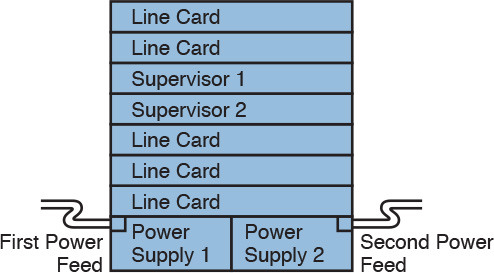 Line Card
Line Card
Supervisor 1
Supervisor 2
Line Card
Line Card
Line Card
First Power
Feed
Power
Supply 1
Power
Supply 2
Second Power
Feed